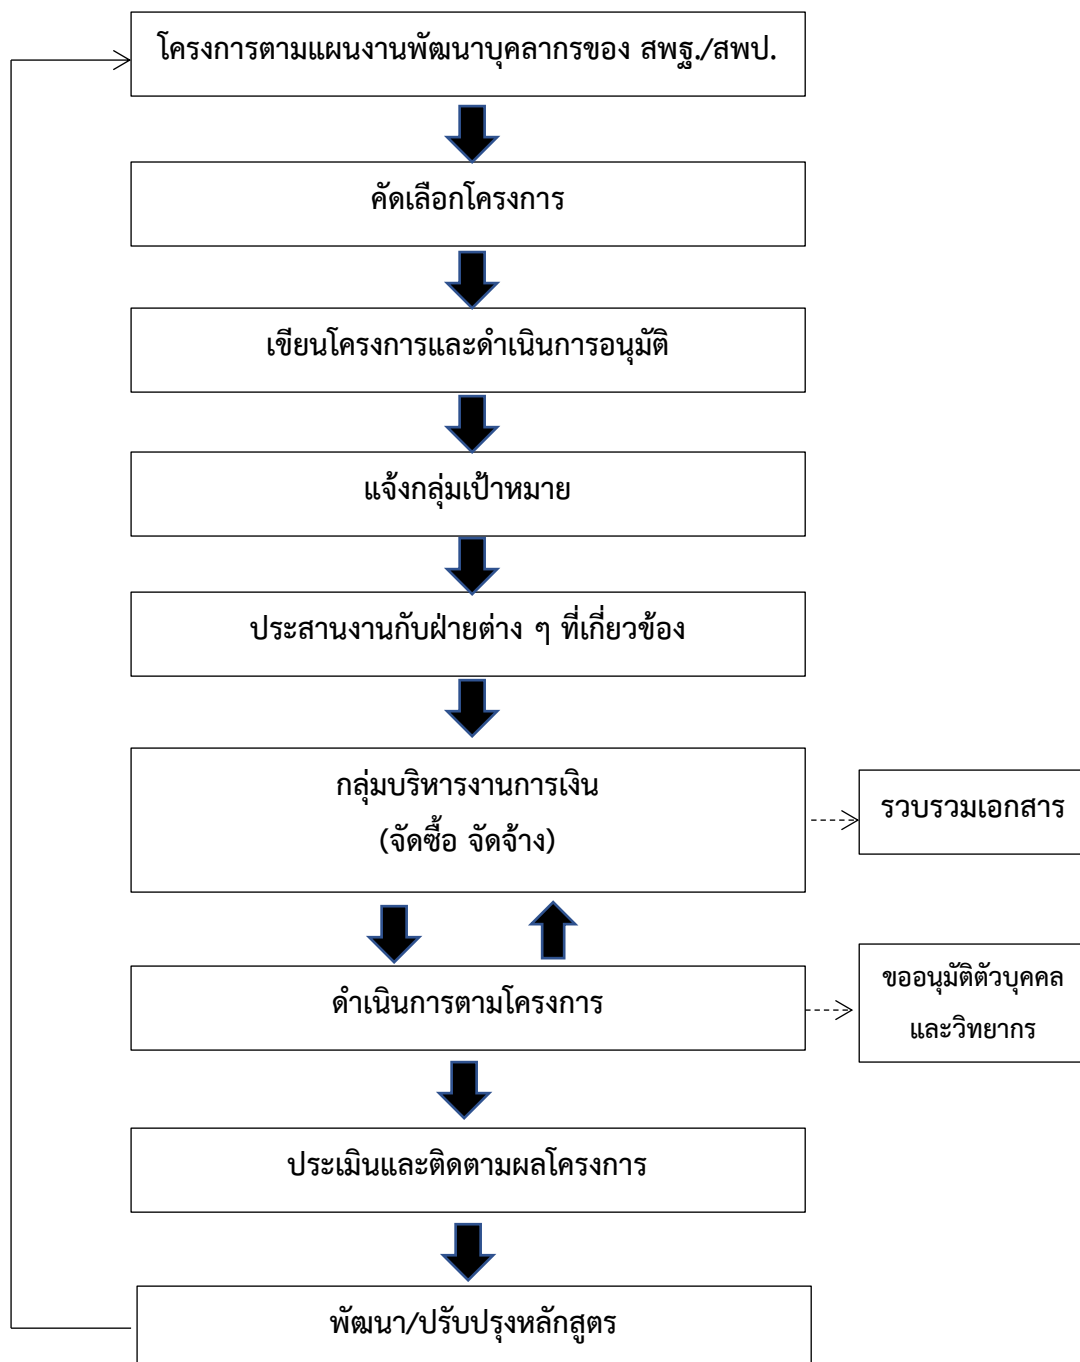 โครงการตามแผนงานพัฒนาบุคลากรของ สพฐ./สพป.
คัดเลือกโครงการ
เขียนโครงการและดำเนินการอนุมัติ
แจ้งกลุ่มเป้าหมาย
ประสานงานกับฝ่ายต่าง ๆ ที่เกี่ยวข้อง
กลุ่มบริหารงานการเงิน
(จัดซื้อ จัดจ้าง)
รวบรวมเอกสาร
ดำเนินการตามโครงการ
ขออนุมัติตัวบุคคล
และวิทยากร
ประเมินและติดตามผลโครงการ
พัฒนา/ปรับปรุงหลักสูตร